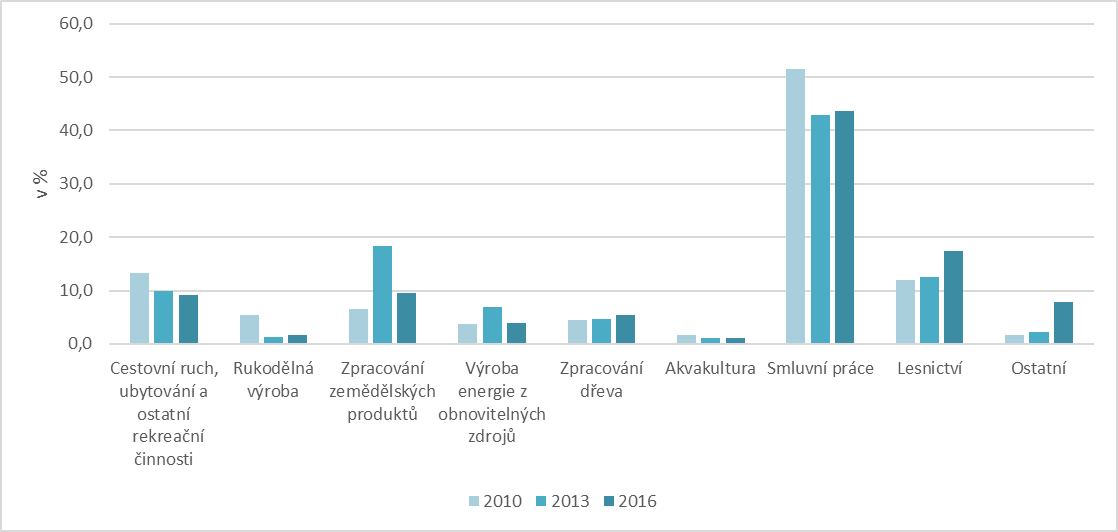 60,0
50,0
40,0
30,0
20,0
10,0
0,0
v %
Cestovní ruch,
ubytování a
ostatní
rekreační
činnosti
Rukodělná
výroba
Zpracování
zemědělských
produktů
Výroba
energie z
obnovitelných
zdrojů
Zpracování
dřeva
Akvakultura
Smluvní práce
Lesnictví
Ostatní
2010 2013 2016